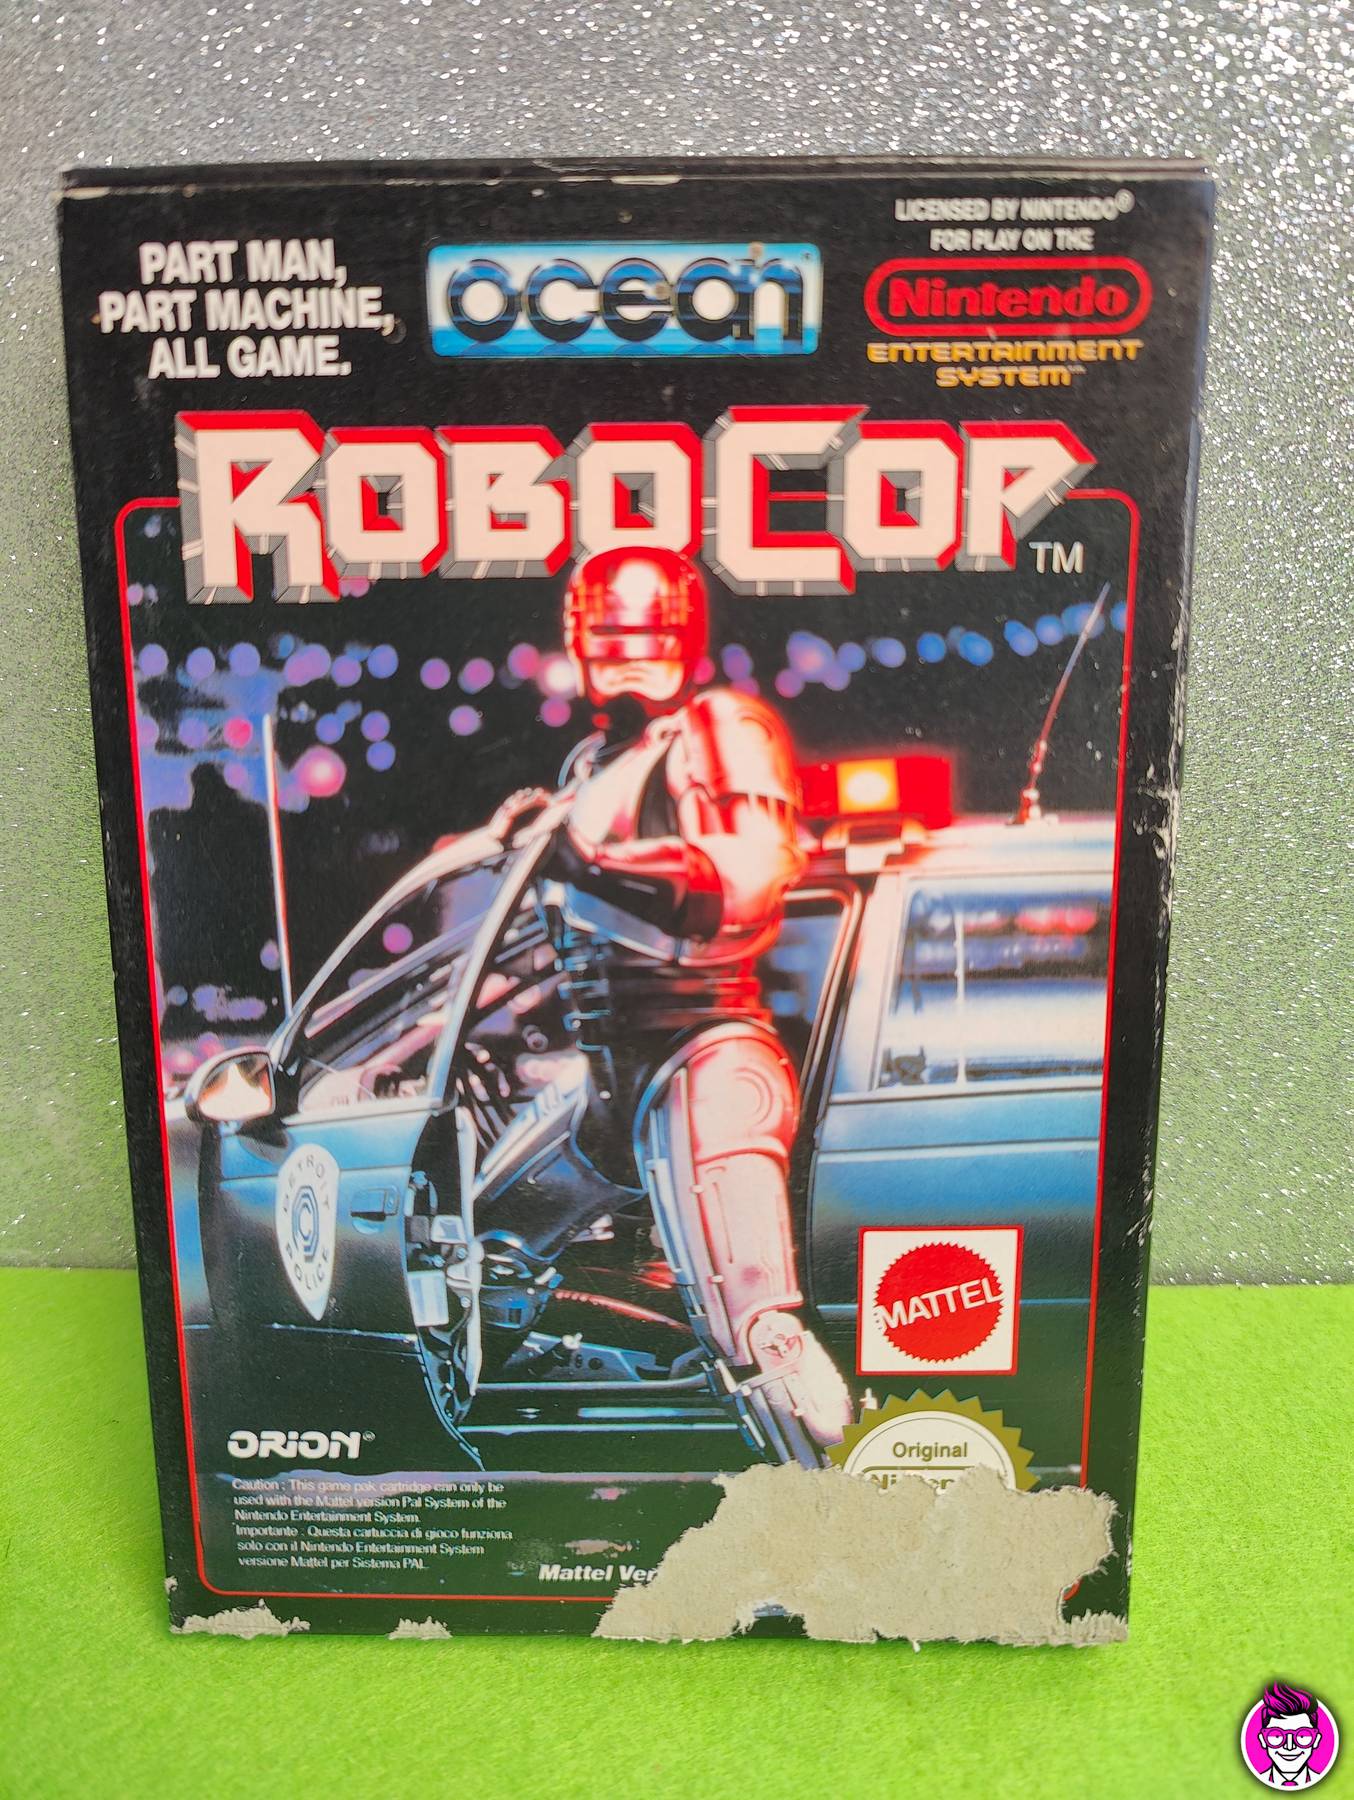 LICENSED BY NINTENDO®
FOR PLAY ON THE
Nintendo
ENTERTAINMENT
SYSTEM™
PART MAN,
PART MACHINE,
ALL GAME.
ocean
ROBOCOP
TM
DETROIT
POLICE
MATTEL
Original
ORION
Caution : This game pak cartridge can only be
used with the Mattel version Pal System of the
Nintendo Entertainment System.
Importante : Questa cartuccia di gioco funziona
solo con il Nintendo Entertainment System
versione Mattel per Sistema PAL.
Mattel Ver